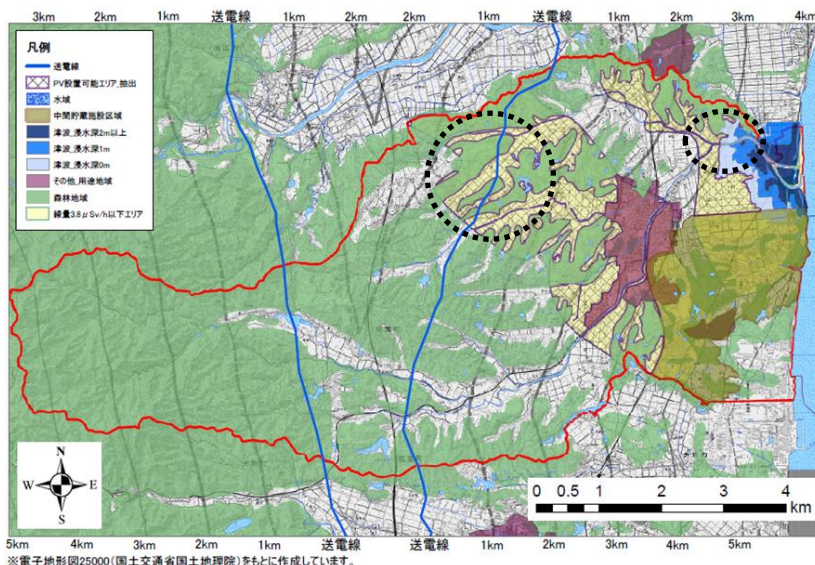 3km 2km 1km 送電線 1km 2km 2km 1km 送電線 1km 2km 3km 4km
凡例
送電線
PV設置可能エリア_抽出
水域
中間貯蔵施設区域
津波_浸水深2m以上
津波_浸水深1m
津波_浸水深0m
その他_用途地域
森林地域
線量3.8μSv/h以下エリア
N
W E
S
0 0.5 1 2 3 4
km
5km 4km 3km 2km 1km 送電線 1km 2km 送電線 1km 2km 3km 4km 5km
※電子地形図25000(国土交通省国土地理院)をもとに作成しています。